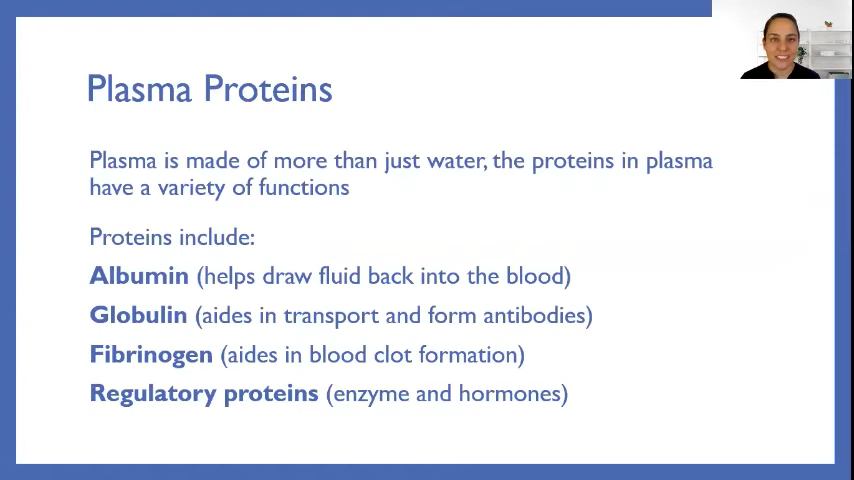 Plasma Proteins
Plasma is made of more than just water, the proteins in plasma
have a variety of functions
Proteins include:
Albumin (helps draw fluid back into the blood)
Globulin (aides in transport and form antibodies)
Fibrinogen (aides in blood clot formation)
Regulatory proteins (enzyme and hormones)